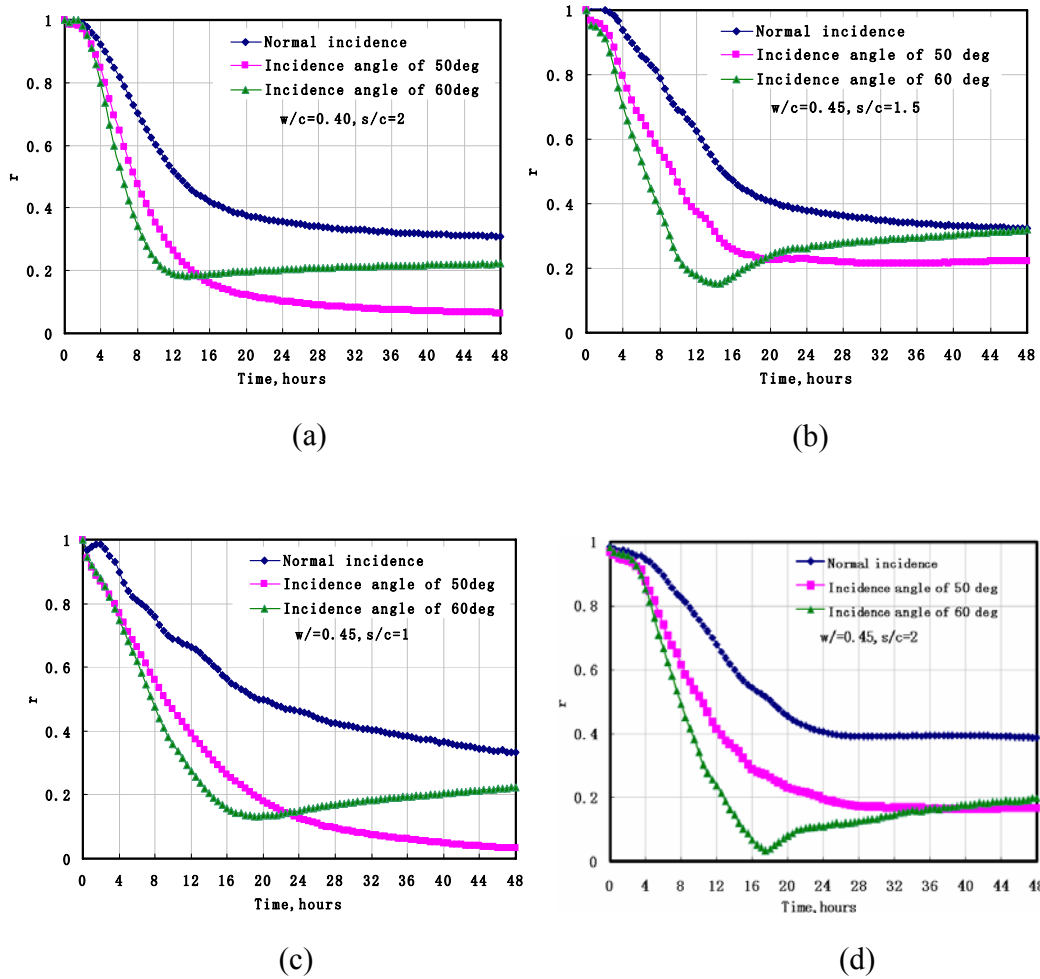 1
0. 8
0. 6
0. 4
0. 2
0
r
Normal incidence
Incidence angle of 50deg
Incidence angle of 60deg
w/c=0.40, s/c=2
0 4 8 12 16 20 24 28 32 36 40 44 48
Time, hours
(a)
1
0. 8
0. 6
0. 4
0. 2
0
r
Normal incidence
Incidence angle of 50 deg
Incidence angle of 60 deg
w/c=0.45, s/c=1.5
0 4 8 12 16 20 24 28 32 36 40 44 48
Time, hours
(b)
1
0. 8
0. 6
0. 4
0. 2
0
r
Normal incidence
Incidence angle of 50deg
Incidence angle of 60deg
w/=0.45, s/c=1
0 4 8 12 16 20 24 28 32 36 40 44 48
Time, hours
(c)
1
0. 8
0. 6
0. 4
0. 2
0
r
Normal incidence
Incidence angle of 50 deg
Incidence angle of 60 deg
w/=0.45, s/c=2
0 4 8 12 16 20 24 28 32 36 40 44 48
Time, hours
(d)